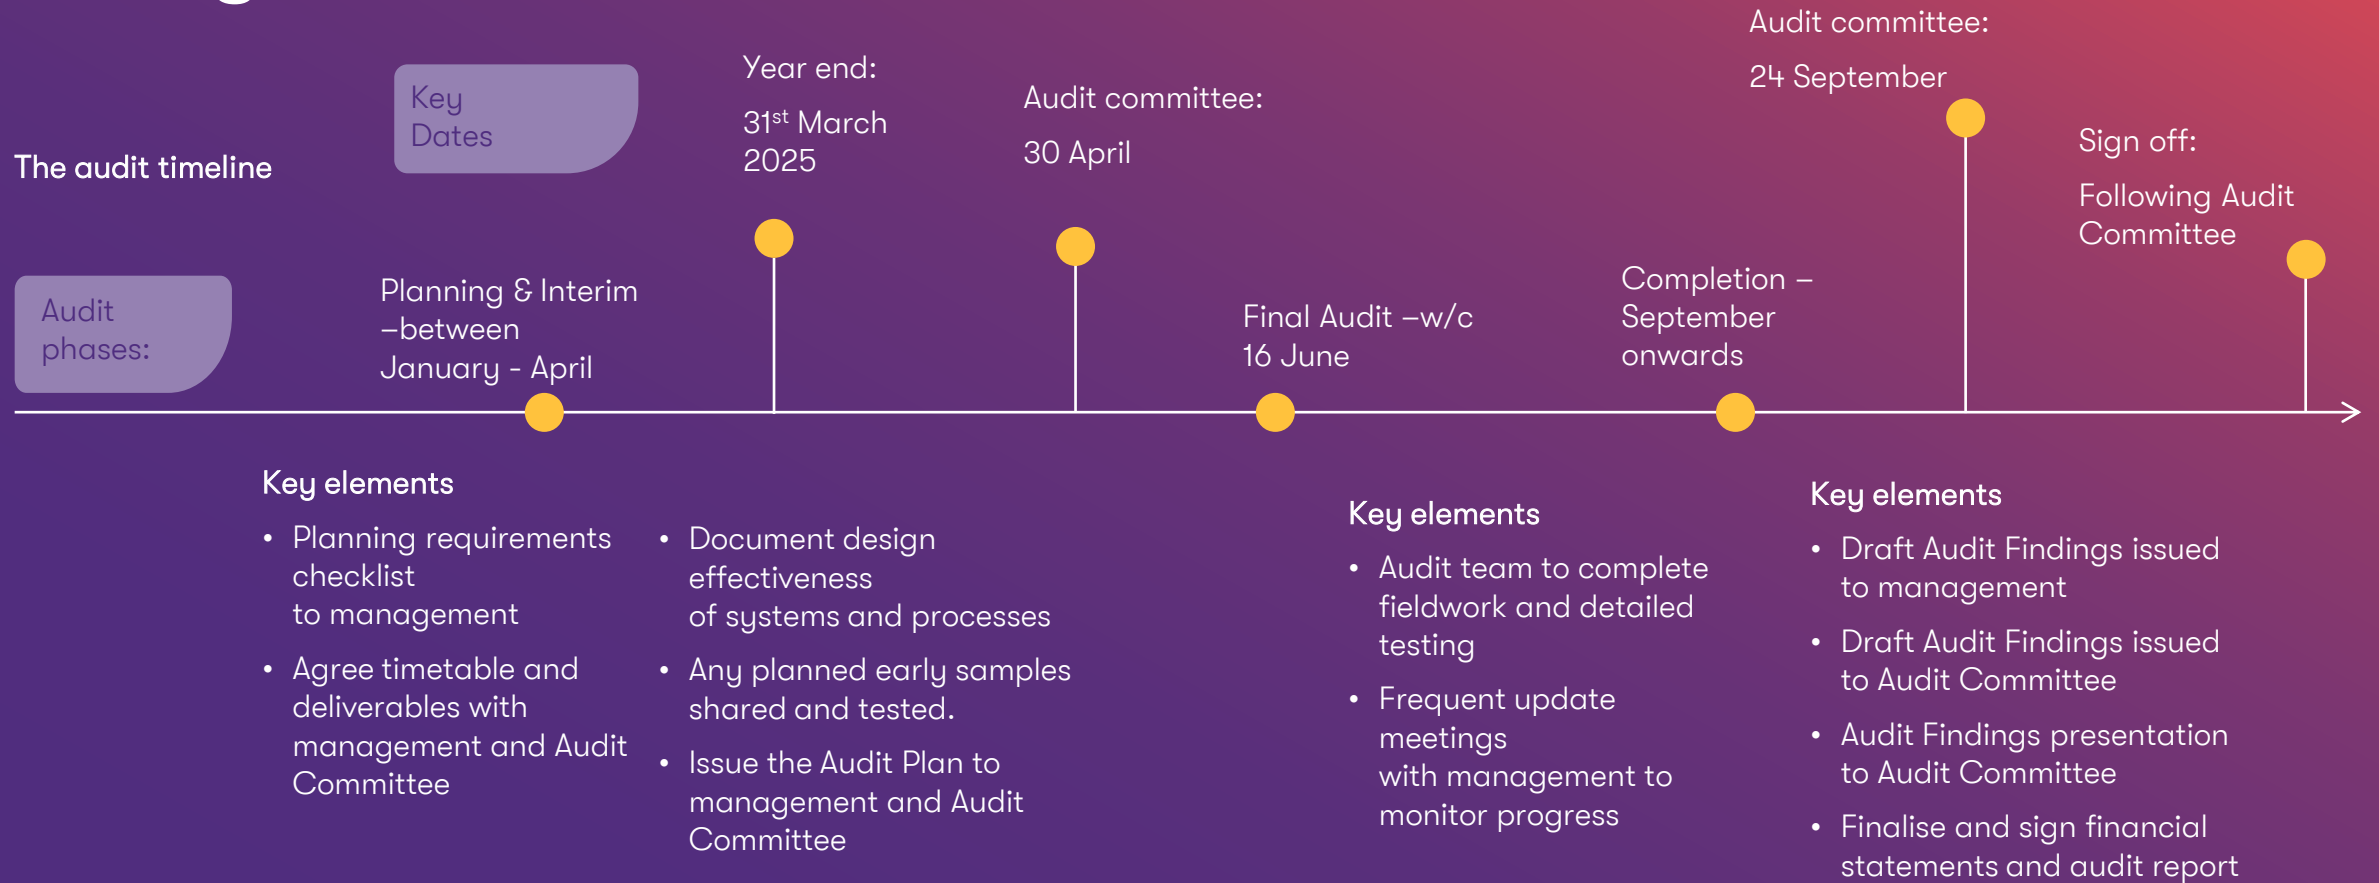 The audit timeline
Key
Dates
Year end:
31st March
2025
Audit committee:
30 April
Audit committee:
24 September
Sign off:
Following Audit
Committee
Audit
phases:
Planning & Interim
–between
January - April
Final Audit –w/c
16 June
Completion –
September
onwards
Key elements
• Planning requirements
checklist
to management
• Agree timetable and
deliverables with
management and Audit
Committee
• Document design
effectiveness
of systems and processes
• Any planned early samples
shared and tested.
• Issue the Audit Plan to
management and Audit
Committee
Key elements
• Audit team to complete
fieldwork and detailed
testing
• Frequent update
meetings
with management to
monitor progress
Key elements
• Draft Audit Findings issued
to management
• Draft Audit Findings issued
to Audit Committee
• Audit Findings presentation
to Audit Committee
• Finalise and sign financial
statements and audit report